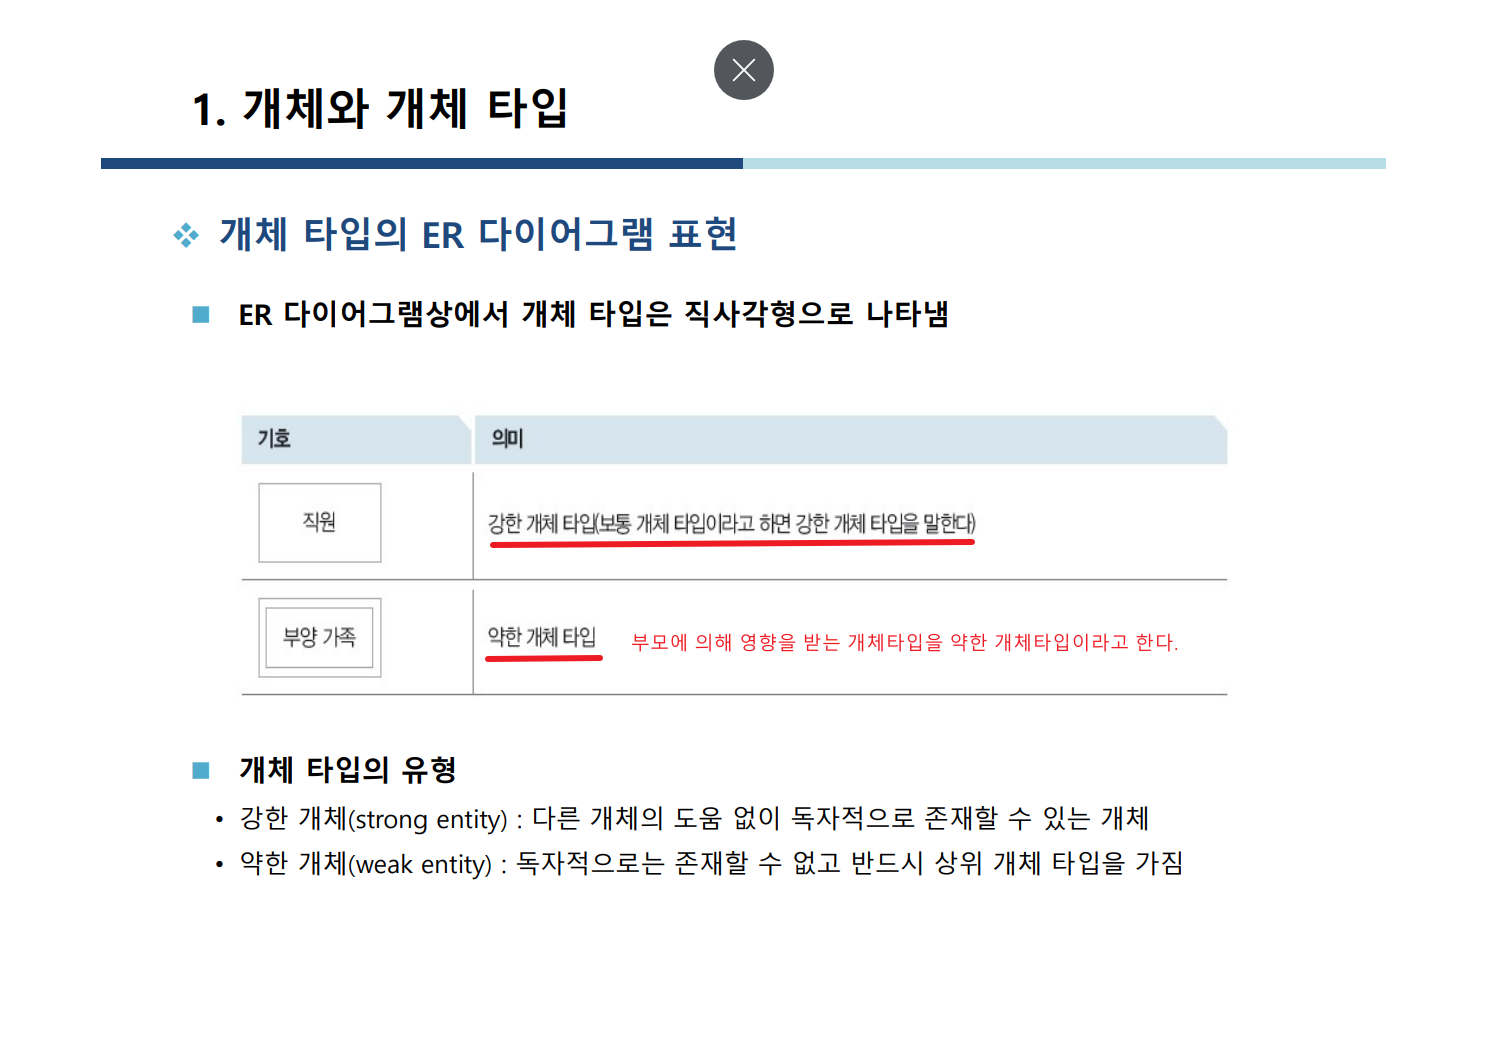 1. 개체와 개체 타입
개체 타입의 ER 다이어그램 표현
ER 다이어그램상에서 개체 타입은 직사각형으로 나타냄
기호 의미
직원 강한 개체 타입(보통 개체 타입이라고 하면 강한 개체 타입을 말한다)
부양 가족 약한 개체 타입 부모에 의해 영향을 받는 개체타입을 약한 개체타입이라고 한다.
개체 타입의 유형
• 강한 개체(strong entity) : 다른 개체의 도움 없이 독자적으로 존재할 수 있는 개체
• 약한 개체(weak entity) : 독자적으로는 존재할 수 없고 반드시 상위 개체 타입을 가짐